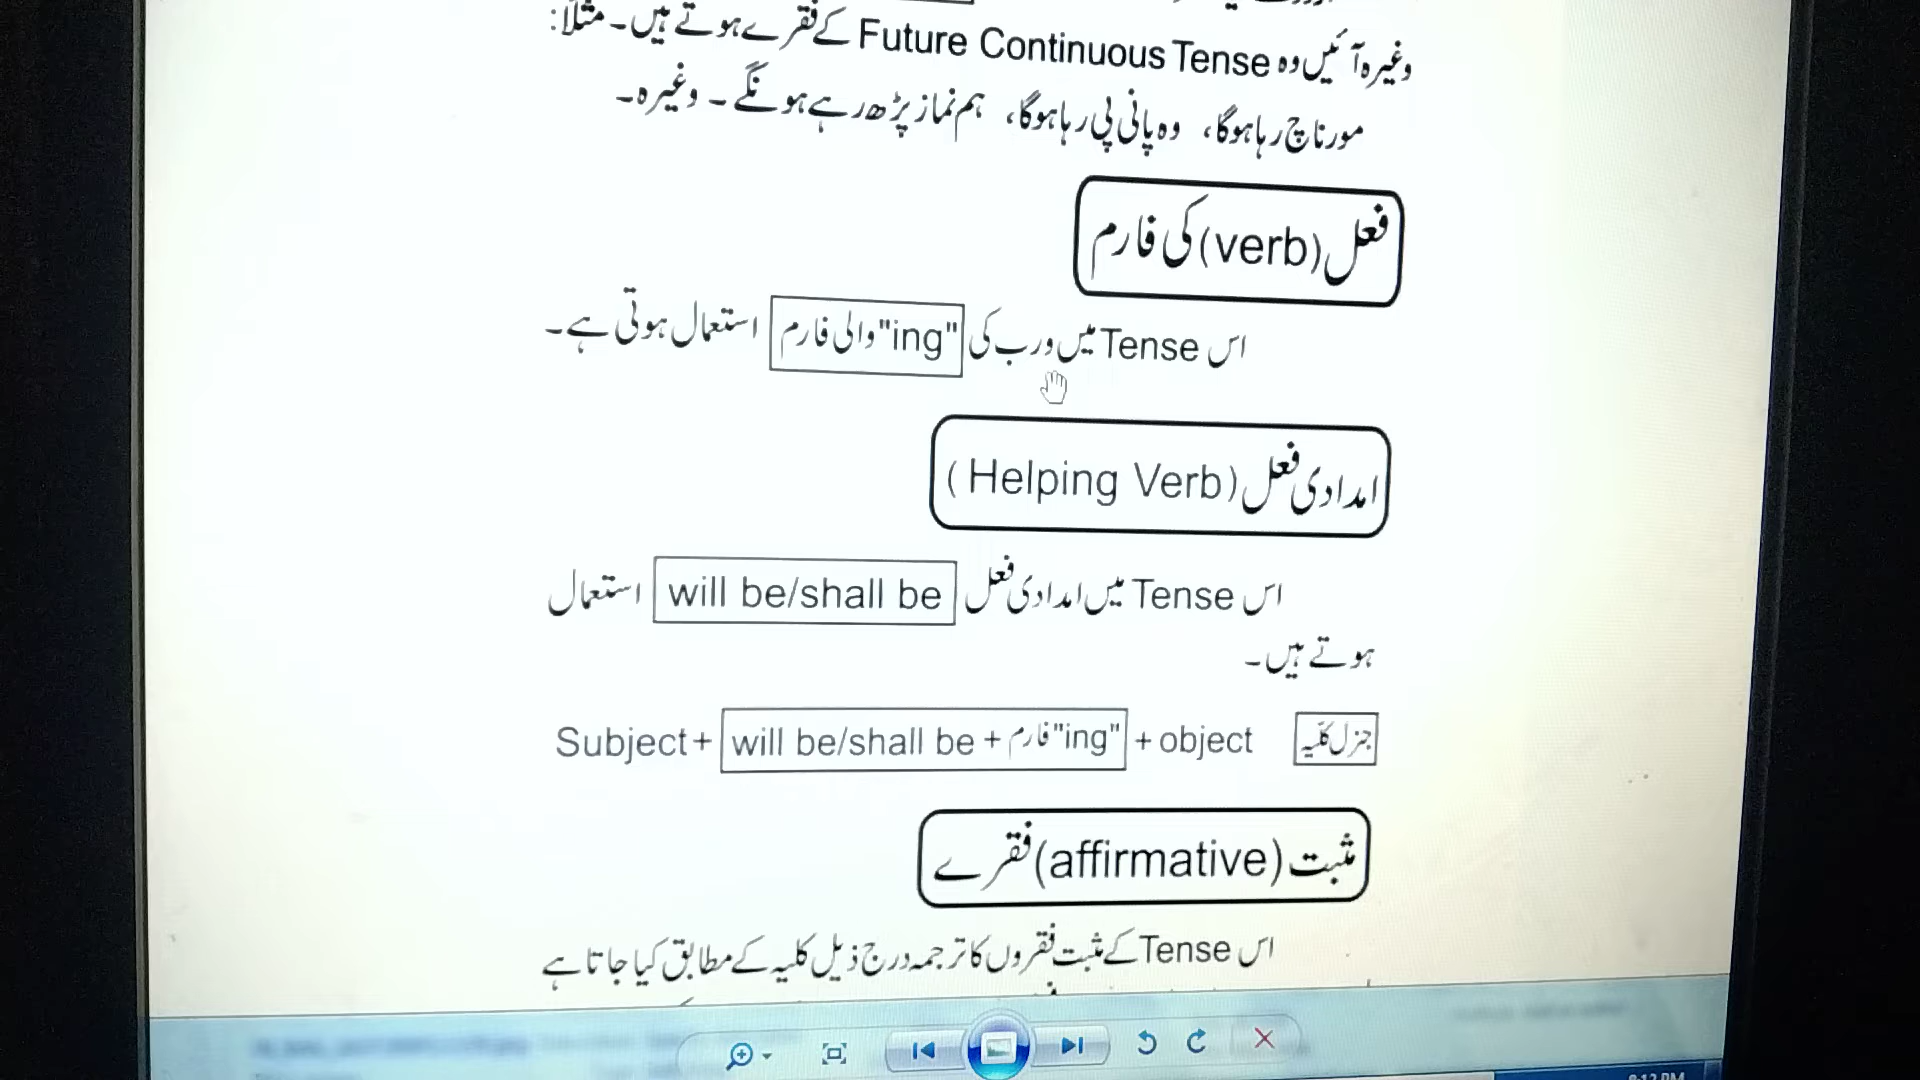 وغیرہ آئیں وہ Future Continuous Tense کے فقرے ہوتے ہیں۔ مثلاً:
مور ناچ رہا ہوگا، وہ پانی پی رہا ہوگا، ہم نماز پڑھ رہے ہونگے۔ وغیرہ۔
فعل (verb) کی فارم
اس Tense میں ورب کی "ing" والی فارم استعمال ہوتی ہے۔
امدادی فعل (Helping Verb)
اس Tense میں امدادی فعل will be/shall be استعمال
ہوتے ہیں۔
جنرل کلّیہ Subject + will be/shall be + فارم "ing" + object
مثبت (affirmative) فقرے
اس Tense کے مثبت فقروں کا ترجمہ درج ذیل کلیہ کے مطابق کیا جاتا ہے